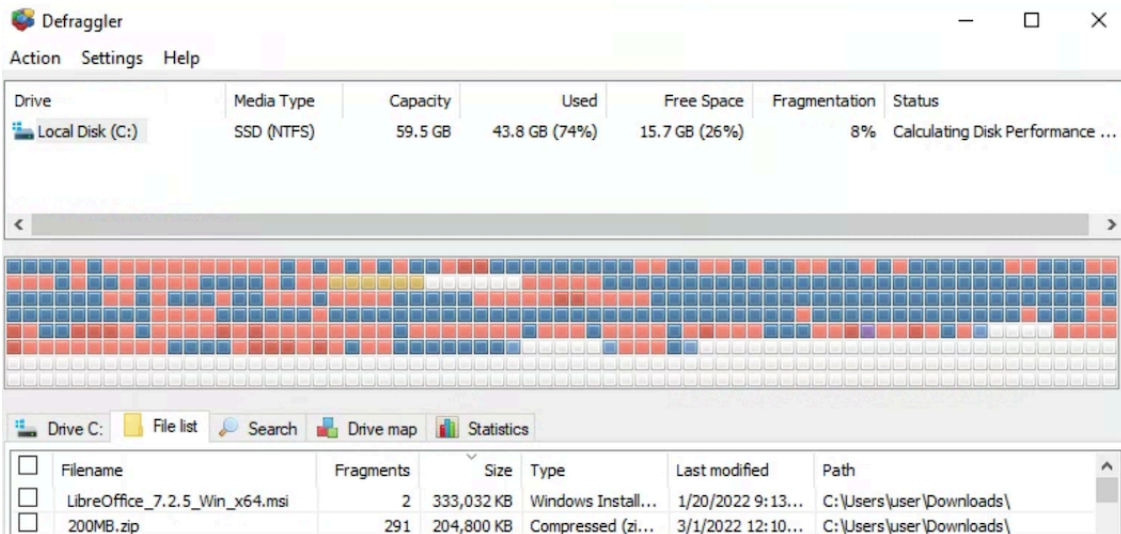 Defraggler
Action Settings Help
Drive Media Type Capacity Used Free Space Fragmentation Status
Local Disk (C:) SSD (NTFS) 59.5 GB 43.8 GB (74%) 15.7 GB (26%) 8% Calculating Disk Performance ...
Drive C: File list Search Drive map Statistics
Filename Fragments Size Type Last modified Path
LibreOffice_7.2.5_Win_x64.msi 2 333,032 KB Windows Install... 1/20/2022 9:13... C:\Users\user\Downloads\
200MB.zip 291 204,800 KB Compressed (zi... 3/1/2022 12:10... C:\Users\user\Downloads\